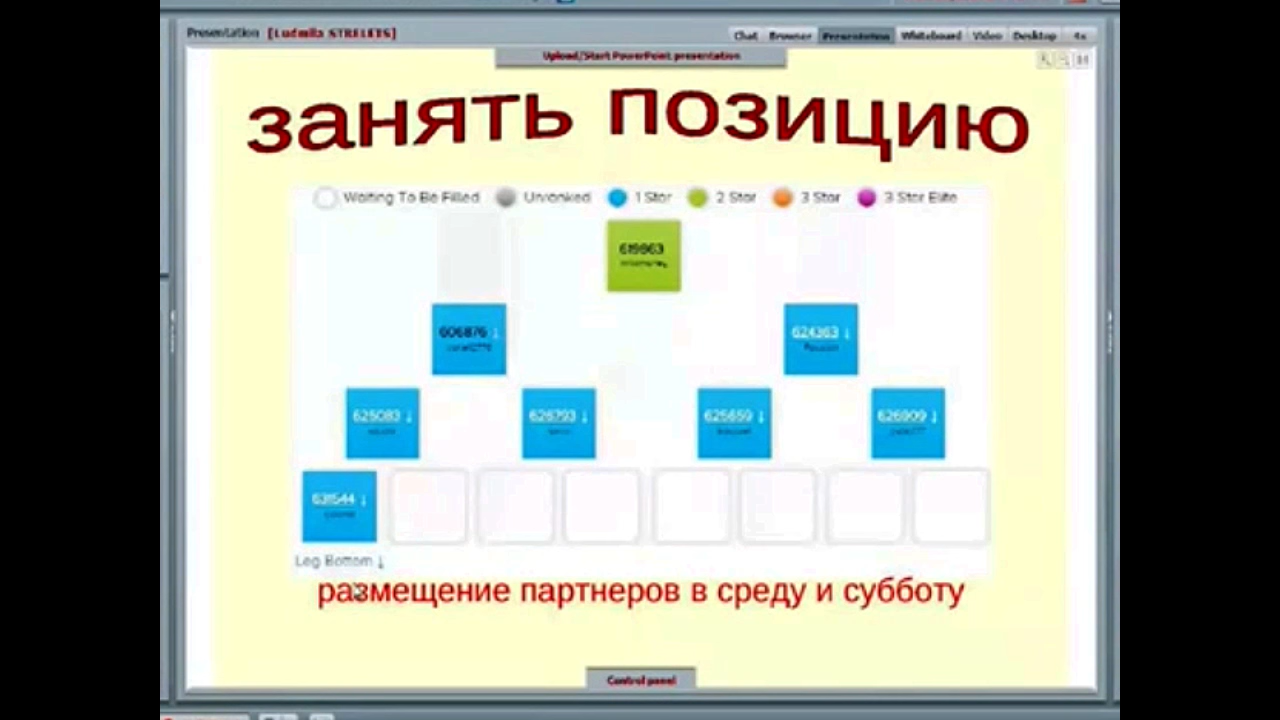 Presentation [Ludmila STRELETS]
Chat Browser Presentation Whiteboard Video Desktop
Upload/Start PowerPoint presentation
занять позицию
Waiting To Be Filled Unranked 1 Star 2 Star 3 Star 3 Star Elite
619863
606876 ↓ 624363 ↓
625083 ↓ 626793 ↓ 625659 ↓ 626909 ↓
631544 ↓
Leg Bottom ↓
размещение партнеров в среду и субботу
Control panel